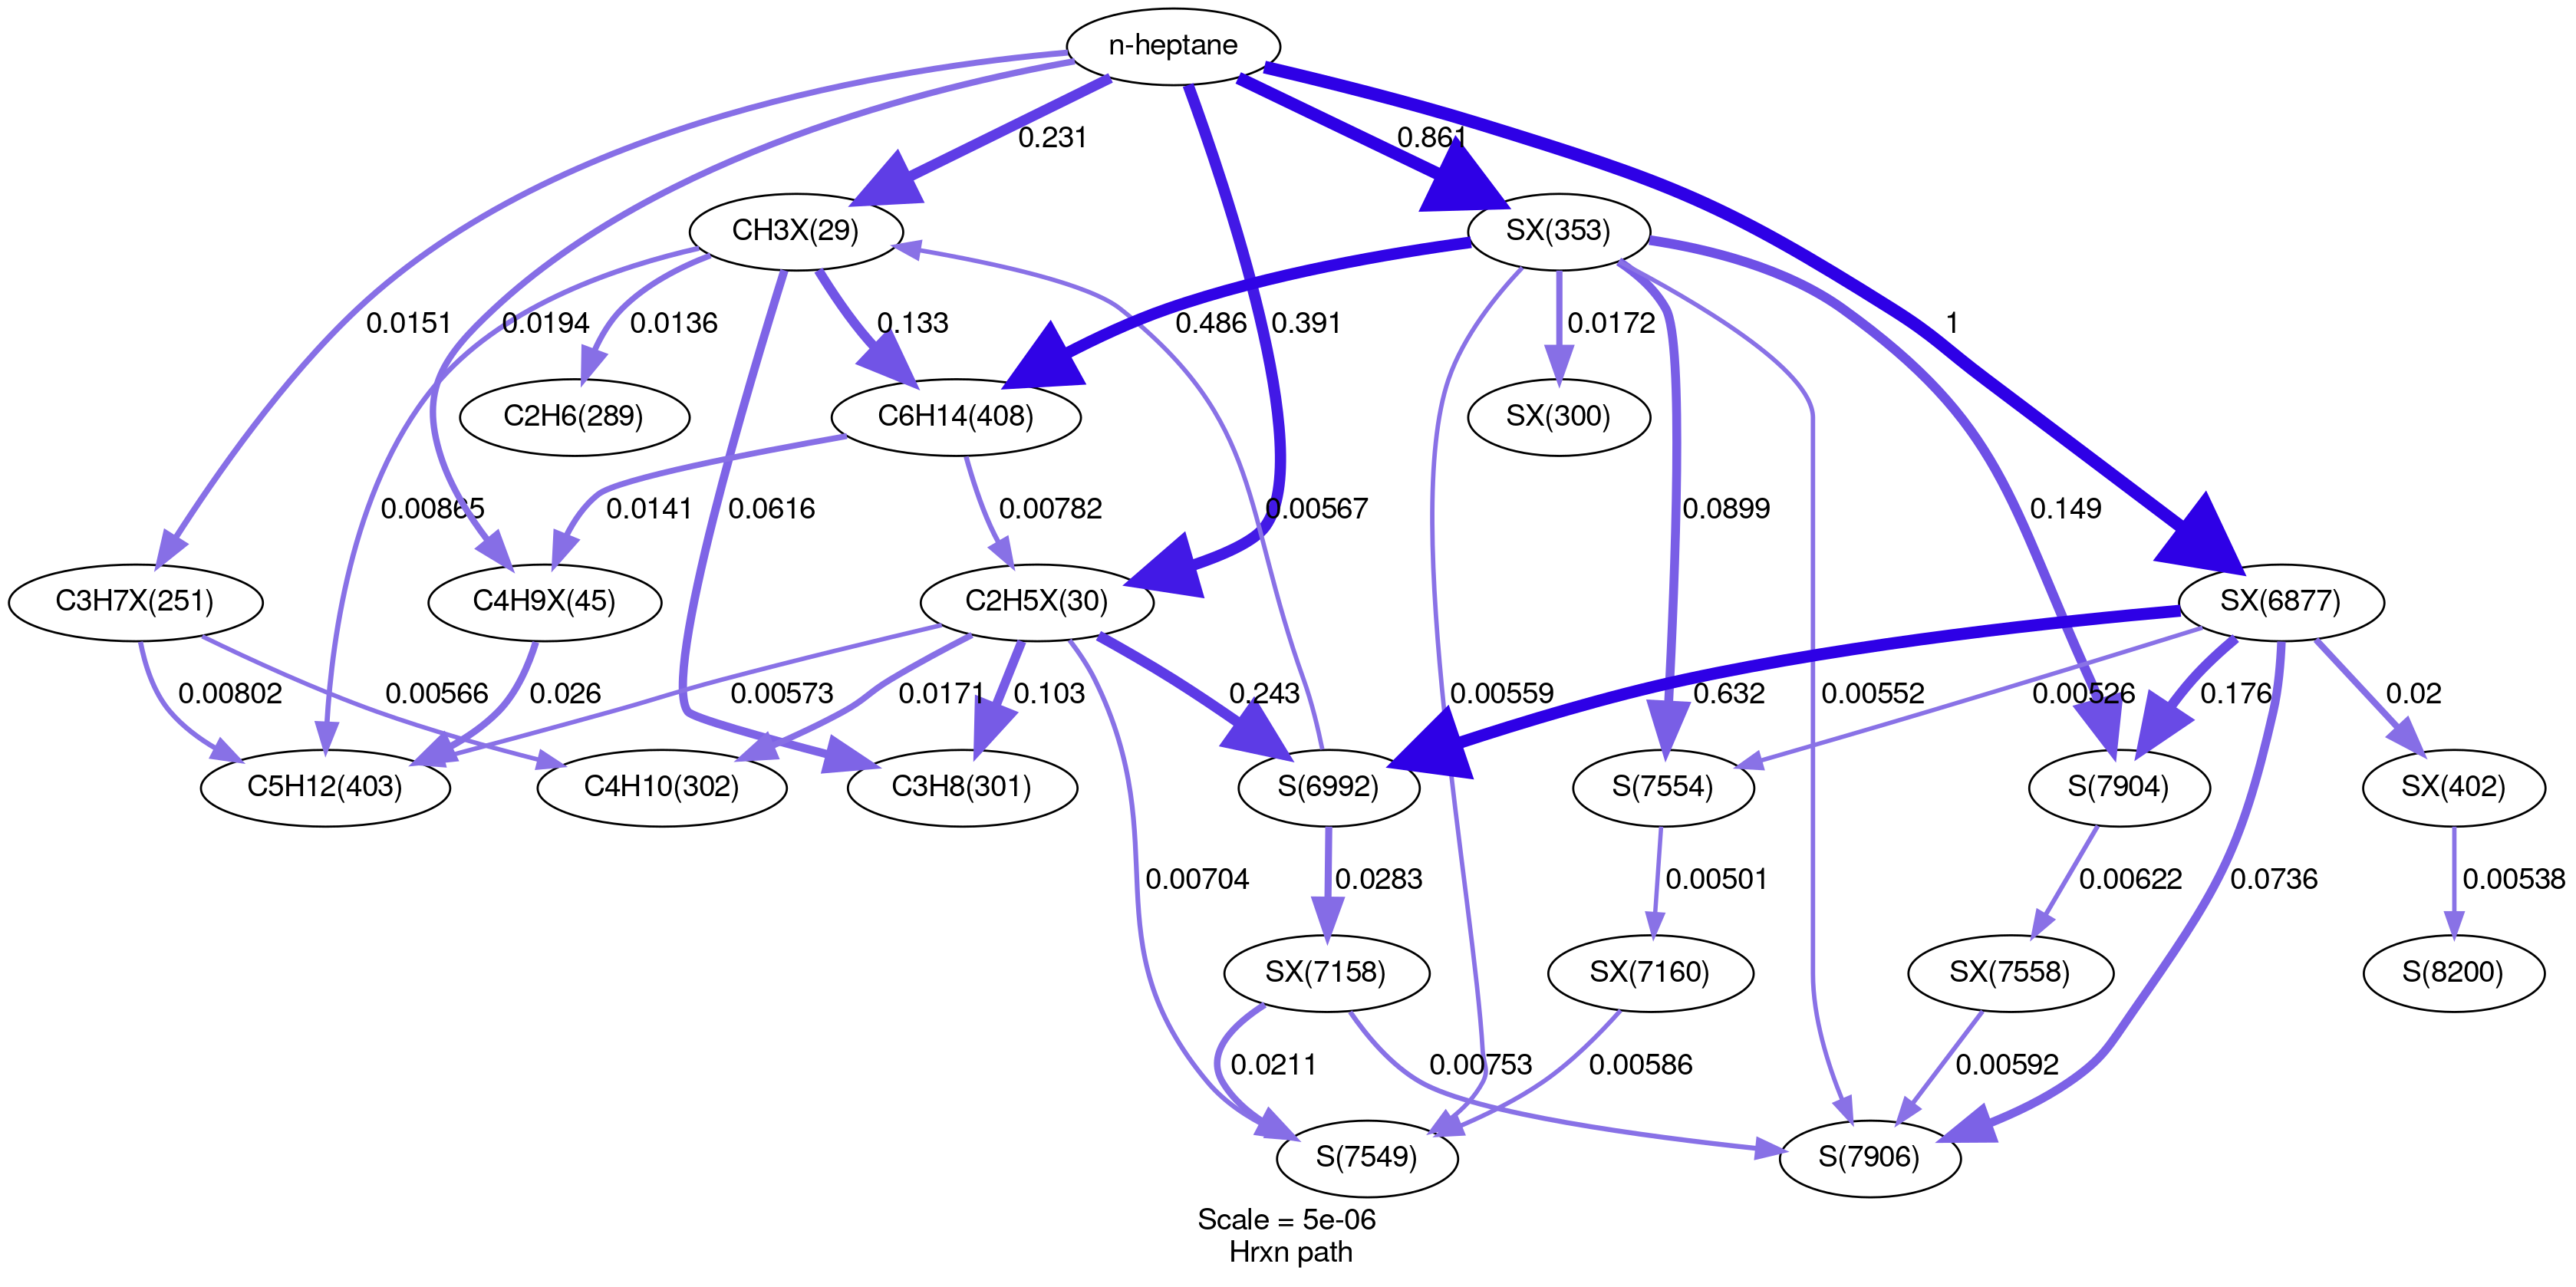 n-heptane
0.231
0.861
CH3X(29)
SX(353)
0.0151
0.0194
0.0136
0.133
0.486
0.391
0.0172
1
C2H6(289)
C6H14(408)
SX(300)
0.00865
0.0141
0.0616
0.00782
0.00567
0.0899
0.149
C3H7X(251)
C4H9X(45)
C2H5X(30)
SX(6877)
0.00802
0.00566
0.026
0.00573
0.0171
0.103
0.243
0.00559
0.632
0.00552
0.00526
0.176
0.02
C5H12(403)
C4H10(302)
C3H8(301)
S(6992)
S(7554)
S(7904)
SX(402)
0.00704
0.0283
0.00501
0.00622
0.0736
0.00538
SX(7158)
SX(7160)
SX(7558)
S(8200)
0.0211
0.00753
0.00586
0.00592
S(7549)
S(7906)
Scale = 5e-06
Hrxn path